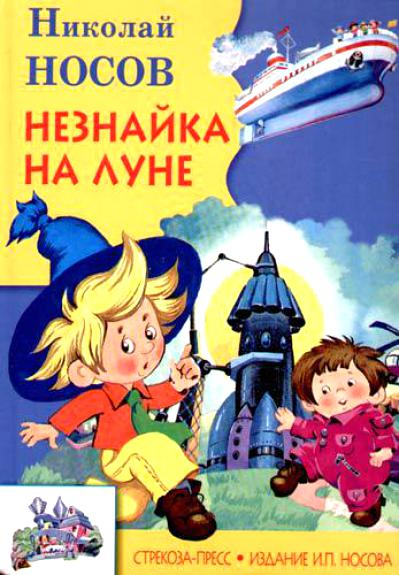 Николай
НОСОВ
НЕЗНАЙКА
НА ЛУНЕ
СТРЕКОЗА-ПРЕСС • ИЗДАНИЕ И.П. НОСОВА